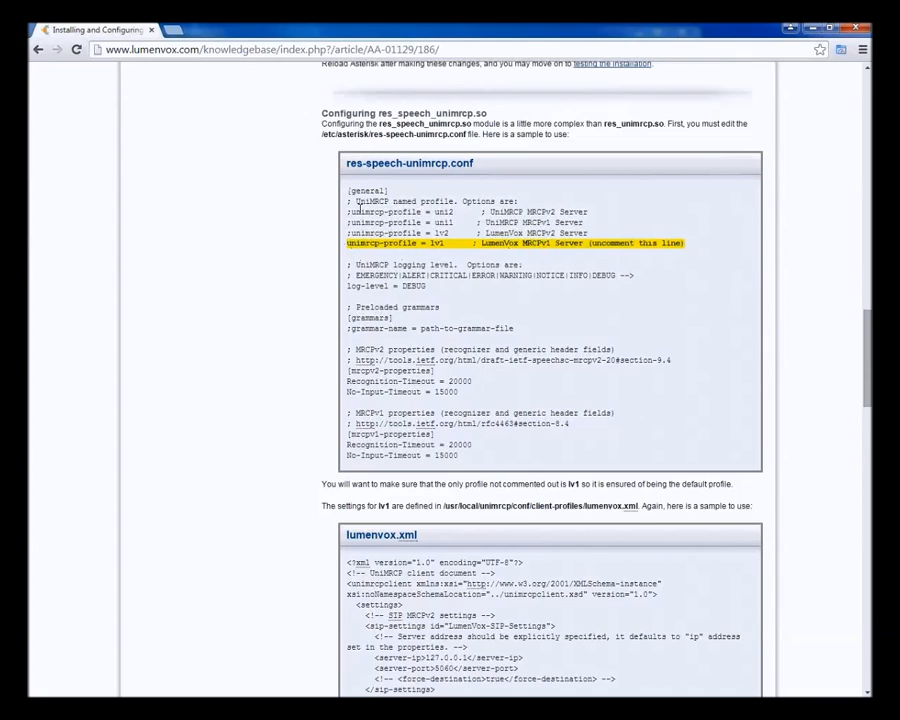 Installing and Configuring
www.lumenvox.com/knowledgebase/index.php?/article/AA-01129/186/
Reload Asterisk after making these changes, and you may move on to testing the installation.
Configuring res_speech_unimrcp.so
Configuring the res_speech_unimrcp.so module is a little more complex than res_unimrcp.so. First, you must edit the
/etc/asterisk/res-speech-unimrcp.conf file. Here is a sample to use:
res-speech-unimrcp.conf
[general]
; UniMRCP named profile. Options are:
;unimrcp-profile = uni2 ; UniMRCP MRCPv2 Server
;unimrcp-profile = uni1 ; UniMRCP MRCPv1 Server
;unimrcp-profile = lv2 ; LumenVox MRCPv2 Server
unimrcp-profile = lv1 ; LumenVox MRCPv1 Server (uncomment this line)
; UniMRCP logging level. Options are:
; EMERGENCY|ALERT|CRITICAL|ERROR|WARNING|NOTICE|INFO|DEBUG -->
log-level = DEBUG
; Preloaded grammars
[grammars]
;grammar-name = path-to-grammar-file
; MRCPv2 properties (recognizer and generic header fields)
; http://tools.ietf.org/html/draft-ietf-speechsc-mrcpv2-20#section-9.4
[mrcpv2-properties]
Recognition-Timeout = 20000
No-Input-Timeout = 15000
; MRCPv1 properties (recognizer and generic header fields)
; http://tools.ietf.org/html/rfc4463#section-8.4
[mrcpv1-properties]
Recognition-Timeout = 20000
No-Input-Timeout = 15000
You will want to make sure that the only profile not commented out is lv1 so it is ensured of being the default profile.
The settings for lv1 are defined in /usr/local/unimrcp/conf/client-profiles/lumenvox.xml. Again, here is a sample to use:
lumenvox.xml
<?xml version="1.0" encoding="UTF-8"?>
<!-- UniMRCP client document -->
<unimrcpclient xmlns:xsi="http://www.w3.org/2001/XMLSchema-instance"
xsi:noNamespaceSchemaLocation="../unimrcpclient.xsd" version="1.0">
<settings>
<!-- SIP MRCPv2 settings -->
<sip-settings id="LumenVox-SIP-Settings">
<!-- Server address should be explicitly specified, it defaults to "ip" address
set in the properties. -->
<server-ip>127.0.0.1</server-ip>
<server-port>5060</server-port>
<!-- <force-destination>true</force-destination> -->
</sip-settings>